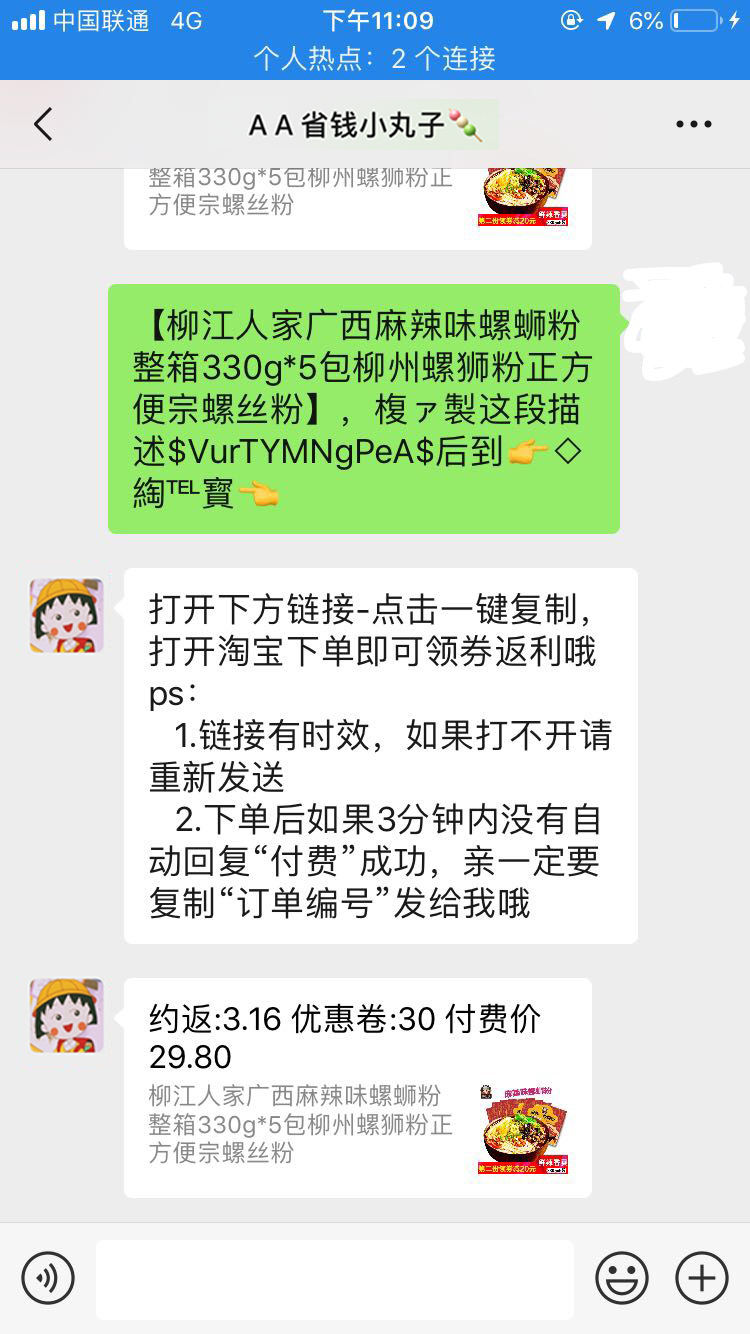 中国联通 4G 下午11:09 6%
个人热点：2 个连接
A A 省钱小丸子
整箱330g*5包柳州螺狮粉正
方便宗螺丝粉
【柳江人家广西麻辣味螺蛳粉
整箱330g*5包柳州螺狮粉正方
便宗螺丝粉】，椱ァ製这段描
述$VurTYMNgPeA$后到👉◇
綯℡寳👈
打开下方链接-点击一键复制，
打开淘宝下单即可领券返利哦
ps：
1.链接有时效，如果打不开请
重新发送
2.下单后如果3分钟内没有自
动回复“付费”成功，亲一定要
复制“订单编号”发给我哦
约返:3.16 优惠卷:30 付费价
29.80
柳江人家广西麻辣味螺蛳粉
整箱330g*5包柳州螺狮粉正
方便宗螺丝粉